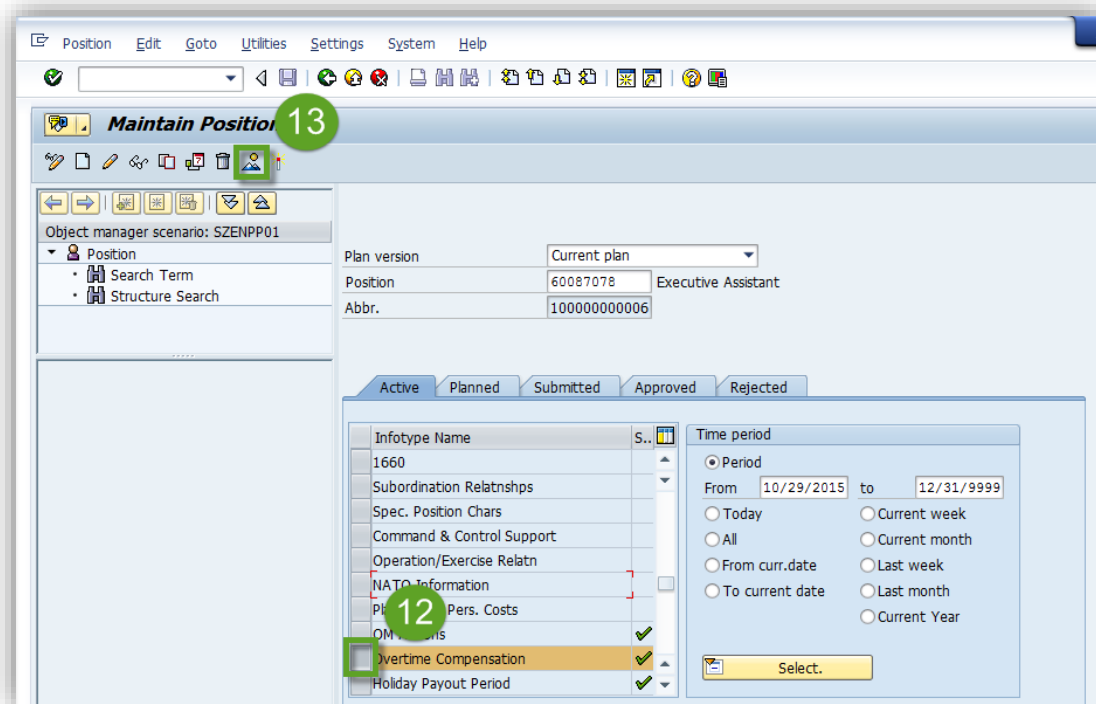 Position Edit Goto Utilities Settings System Help
Maintain Position
13
Object manager scenario: SZENPP01
Position
Search Term
Structure Search
Plan version Current plan
Position 60087078 Executive Assistant
Abbr. 100000000006
Active Planned Submitted Approved Rejected
Infotype Name S..
1660
Subordination Relatnshps
Spec. Position Chars
Command & Control Support
Operation/Exercise Relatn
NATO Information
Pers. Costs
12
OM
Overtime Compensation
Holiday Payout Period
Time period
Period
From 10/29/2015 to 12/31/9999
Today Current week
All Current month
From curr.date Last week
To current date Last month
Current Year
Select.